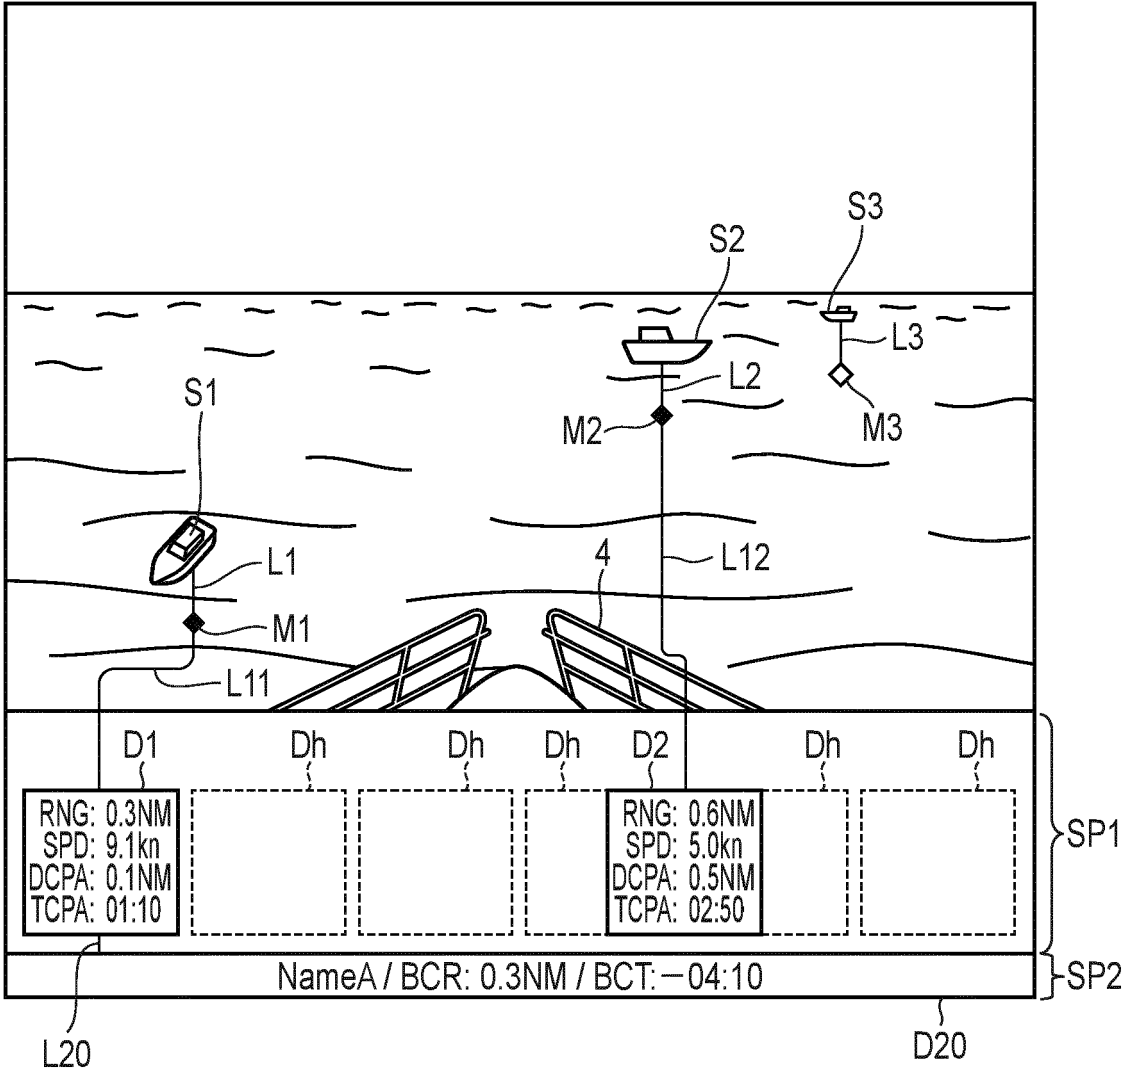 S3
S2
L3
S1
L2
M2
M3
L1
4
L12
M1
L11
D1
Dh
Dh
Dh
D2
Dh
Dh
RNG: 0.3NM
SPD: 9.1kn
DCPA: 0.1NM
TCPA: 01:10
RNG: 0.6NM
SPD: 5.0kn
DCPA: 0.5NM
TCPA: 02:50
SP1
NameA / BCR: 0.3NM / BCT:−04:10
SP2
L20
D20